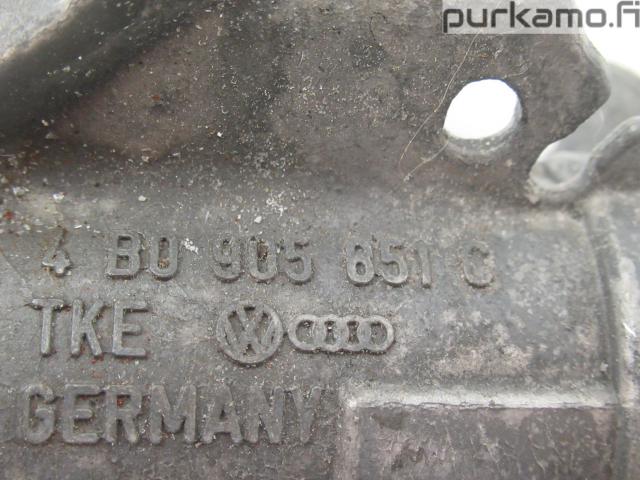 purkamo.fi
4 B0 905 851 C
TKE
GERMANY